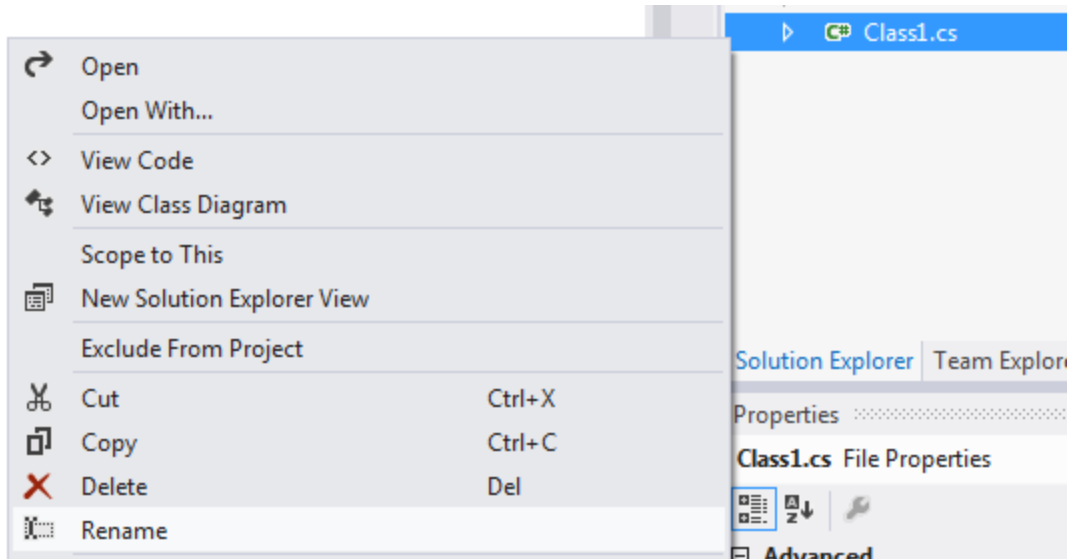 Class1.cs
Open
Open With...
View Code
View Class Diagram
Scope to This
New Solution Explorer View
Exclude From Project
Cut Ctrl+X
Copy Ctrl+C
Delete Del
Rename
Solution Explorer Team Explor
Properties
Class1.cs File Properties
Advanced